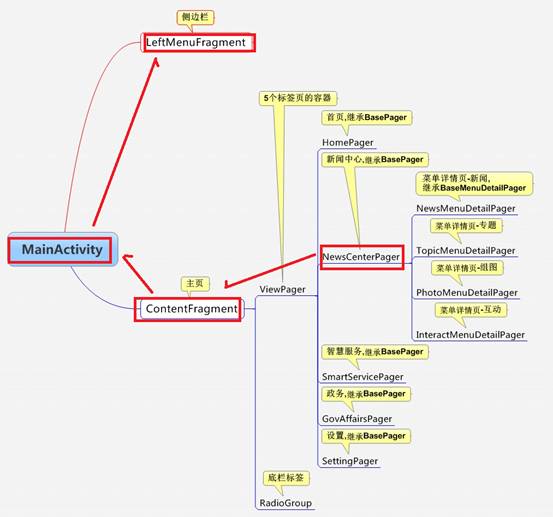 侧边栏
LeftMenuFragment
5个标签页的容器
首页,继承BasePager
HomePager
新闻中心,继承BasePager
菜单详情页-新闻,
继承BaseMenuDetailPager
NewsMenuDetailPager
菜单详情页-专题
TopicMenuDetailPager
菜单详情页-组图
PhotoMenuDetailPager
菜单详情页-互动
InteractMenuDetailPager
MainActivity
NewsCenterPager
主页
ContentFragment
ViewPager
智慧服务,继承BasePager
SmartServicePager
政务,继承BasePager
GovAffairsPager
设置,继承BasePager
SettingPager
底栏标签
RadioGroup